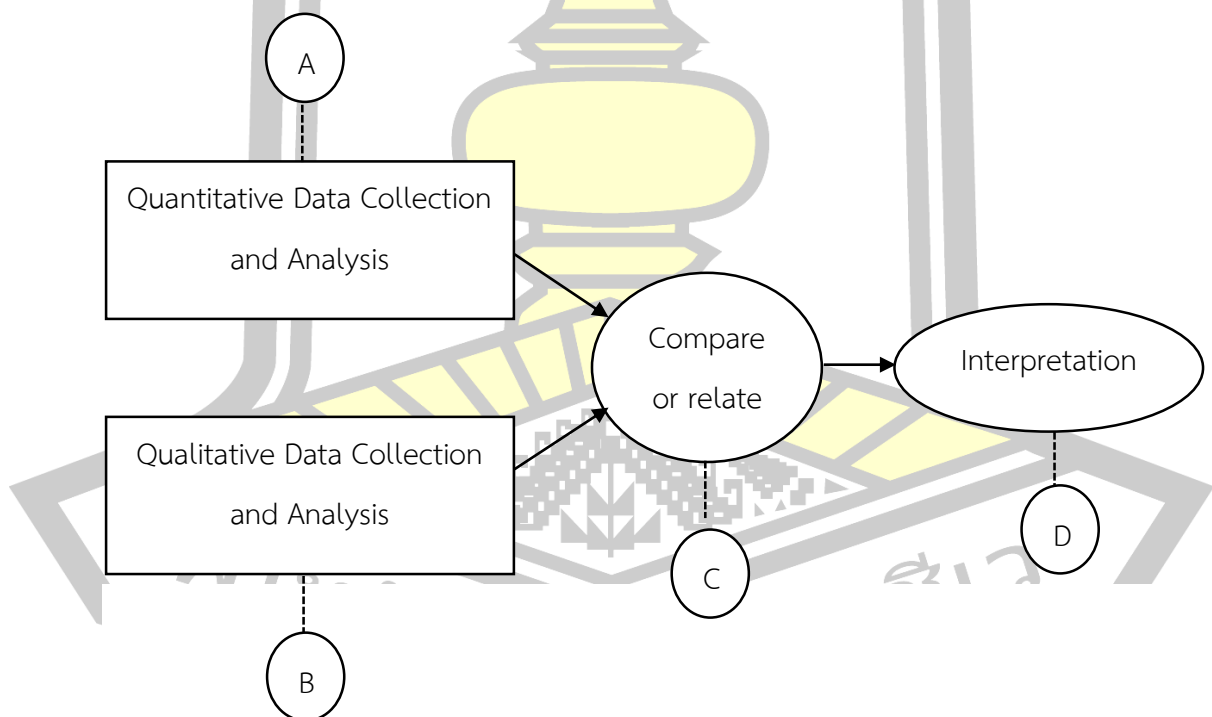 A
Quantitative Data Collection
and Analysis
Compare
or relate
Interpretation
Qualitative Data Collection
and Analysis
D
C
B